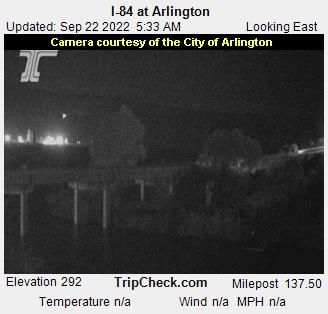 I-84 at Arlington
Updated: Sep 22 2022 5:33 AM Looking East
Camera courtesy of the City of Arlington
Elevation 292 TripCheck.com Milepost 137.50
Temperature n/a Wind n/a MPH n/a